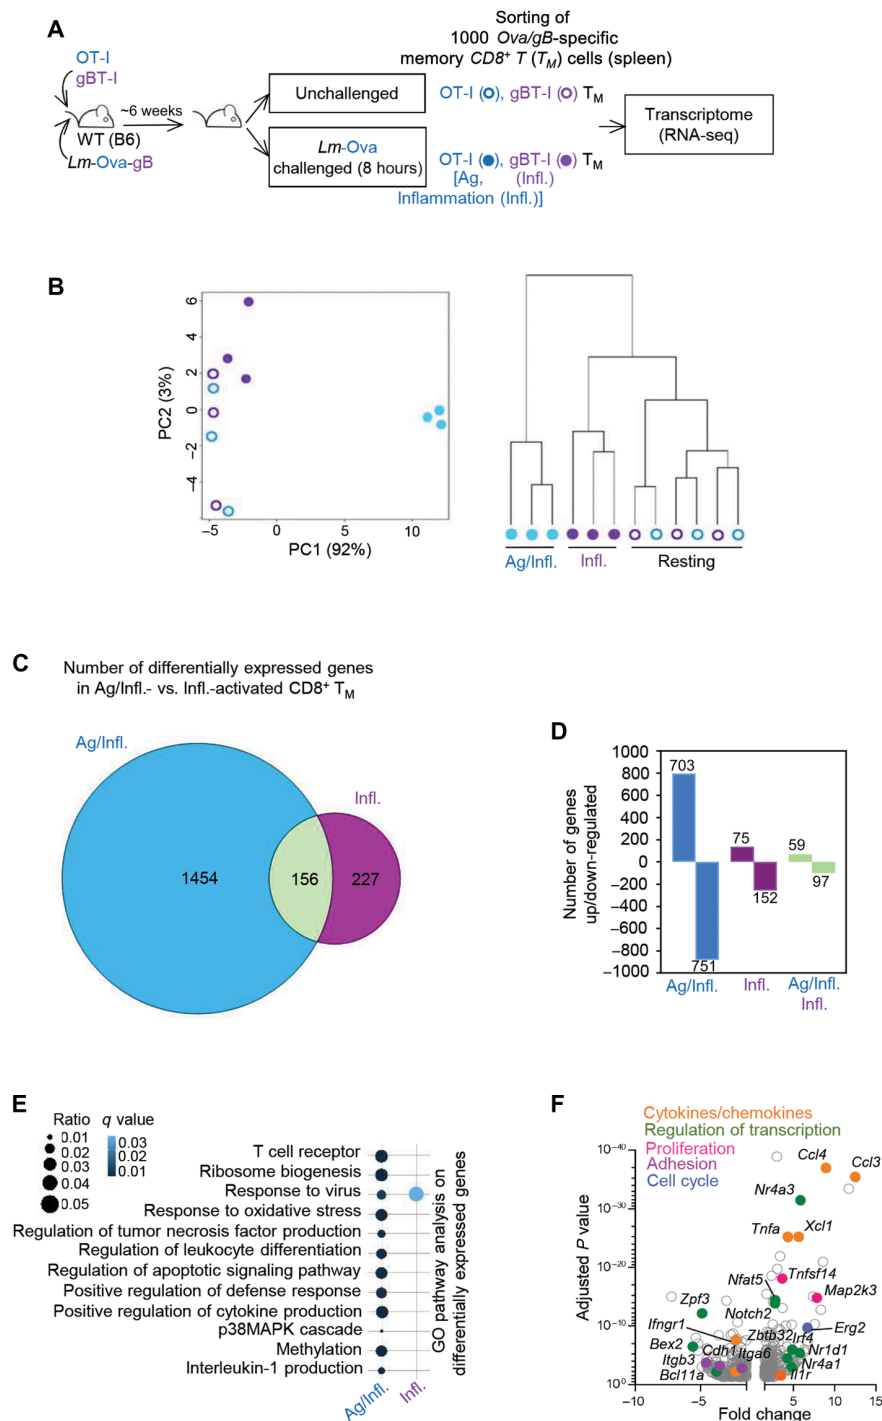 A
Sorting of
1000 Ova/gB-specific
memory CD8⁺ T (T_M) cells (spleen)
OT-I
gBT-I
~6 weeks
WT (B6)
Lm-Ova-gB
Unchallenged
OT-I (○), gBT-I (○) T_M
Lm-Ova
challenged (8 hours)
OT-I (●), gBT-I (●) T_M
[Ag, (Infl.)
Inflammation (Infl.)]
Transcriptome
(RNA-seq)
B
PC2 (3%)
6
4
2
0
−2
−4
−5 0 5 10
PC1 (92%)
Ag/Infl. Infl. Resting
C
Number of differentially expressed genes
in Ag/Infl.- vs. Infl.-activated CD8⁺ T_M
Ag/Infl.
Infl.
1454 156 227
D
Number of genes
up/down-regulated
1000
800
600
400
200
0
−200
−400
−600
−800
−1000
703
751
75
152
59
97
Ag/Infl. Infl. Ag/Infl.
Infl.
E
Ratio
0.01
0.02
0.03
0.04
0.05
q value
0.03
0.02
0.01
T cell receptor
Ribosome biogenesis
Response to virus
Response to oxidative stress
Regulation of tumor necrosis factor production
Regulation of leukocyte differentiation
Regulation of apoptotic signaling pathway
Positive regulation of defense response
Positive regulation of cytokine production
p38MAPK cascade
Methylation
Interleukin-1 production
Ag/Infl.
Infl.
GO pathway analysis on
differentially expressed genes
F
Cytokines/chemokines
Regulation of transcription
Proliferation
Adhesion
Cell cycle
Adjusted P value
10⁻⁴⁰
10⁻³⁰
10⁻²⁰
10⁻¹⁰
10⁰
Ccl4
Ccl3
Nr4a3
Tnfa
Xcl1
Nfat5
Tnfsf14
Map2k3
Zpf3
Notch2
Ifngr1
Zbtb32
Irf4
Erg2
Bex2
Cdh1
Itga6
Nr1d1
Itgb3
Nr4a1
Bcl11a
Il1r
−10 −5 0 5 10 15
Fold change